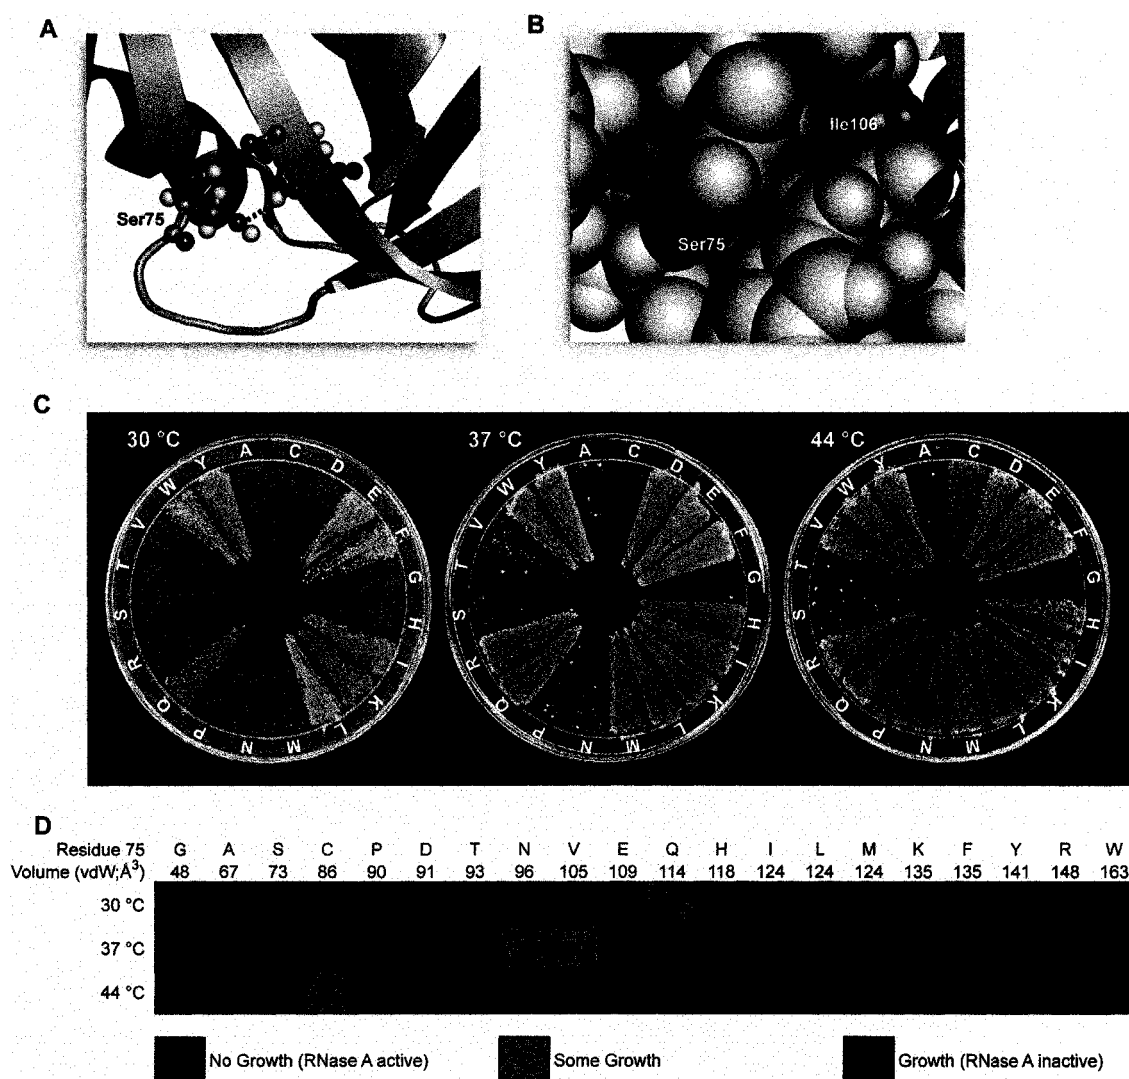 A
B
Ser75
Ile106
Ser75
C
30 °C
A C D E F G H I K L M N P Q R S T V W Y
37 °C
A C D E F G H I K L M N P Q R S T V W Y
44 °C
A C D E F G H I K L M N P Q R S T V W Y
D
Residue 75 G A S C P D T N V E Q H I L M K F Y R W
Volume (vdW;Å³) 48 67 73 86 90 91 93 96 105 109 114 118 124 124 124 135 135 141 148 163
30 °C
37 °C
44 °C
No Growth (RNase A active) Some Growth Growth (RNase A inactive)